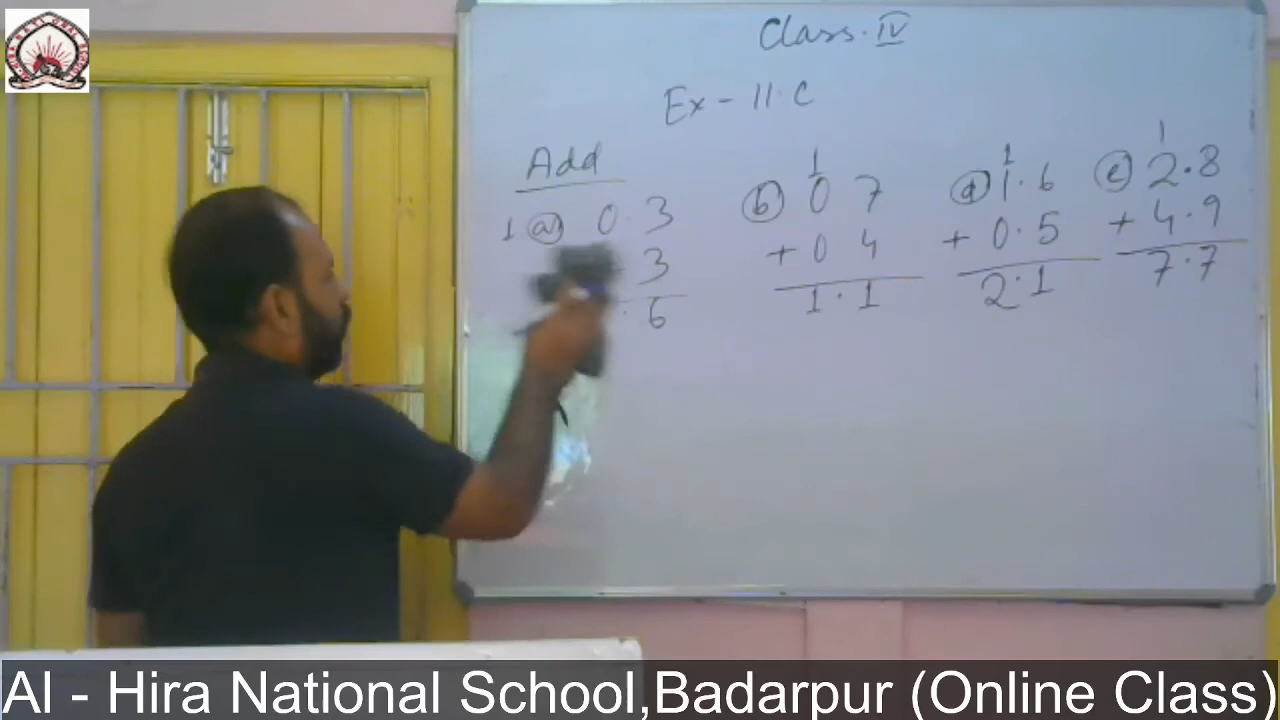 Class. IV
Ex - 11.C
Add
1 (a) 0.3
3
. 6
1
(b) 0 7
+ 0 4
1.1
1
(d) 1.6
+ 0.5
2.1
1
(e) 2.8
+ 4.9
7.7
Al - Hira National School,Badarpur (Online Class)